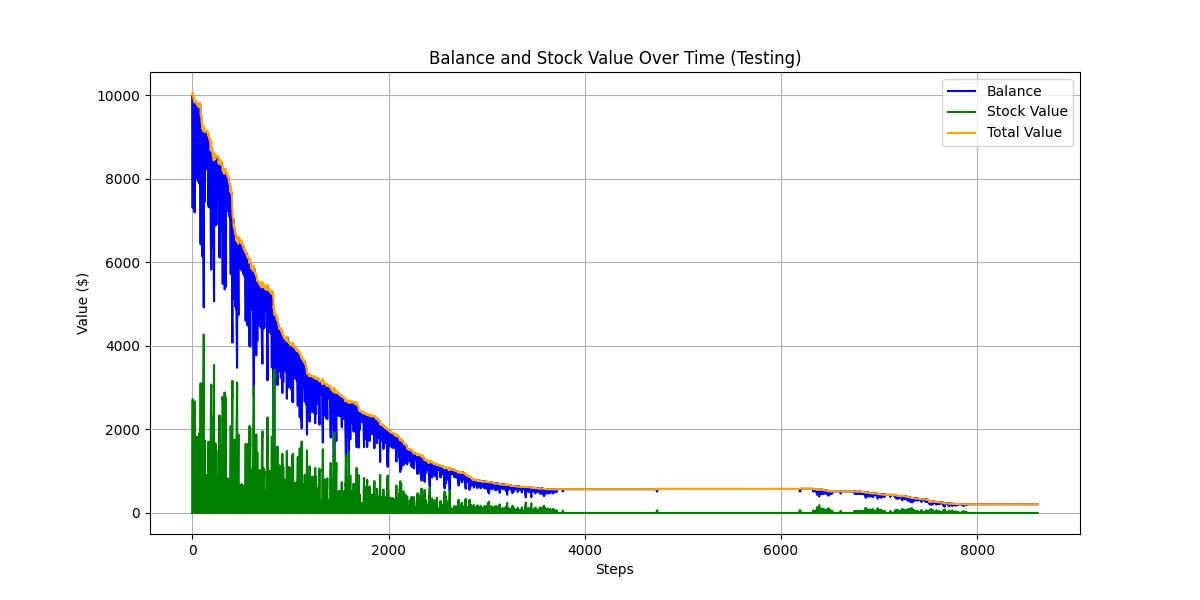 Balance and Stock Value Over Time (Testing)
Balance
Stock Value
Total Value
Value ($)
10000
8000
6000
4000
2000
0
0 2000 4000 6000 8000
Steps